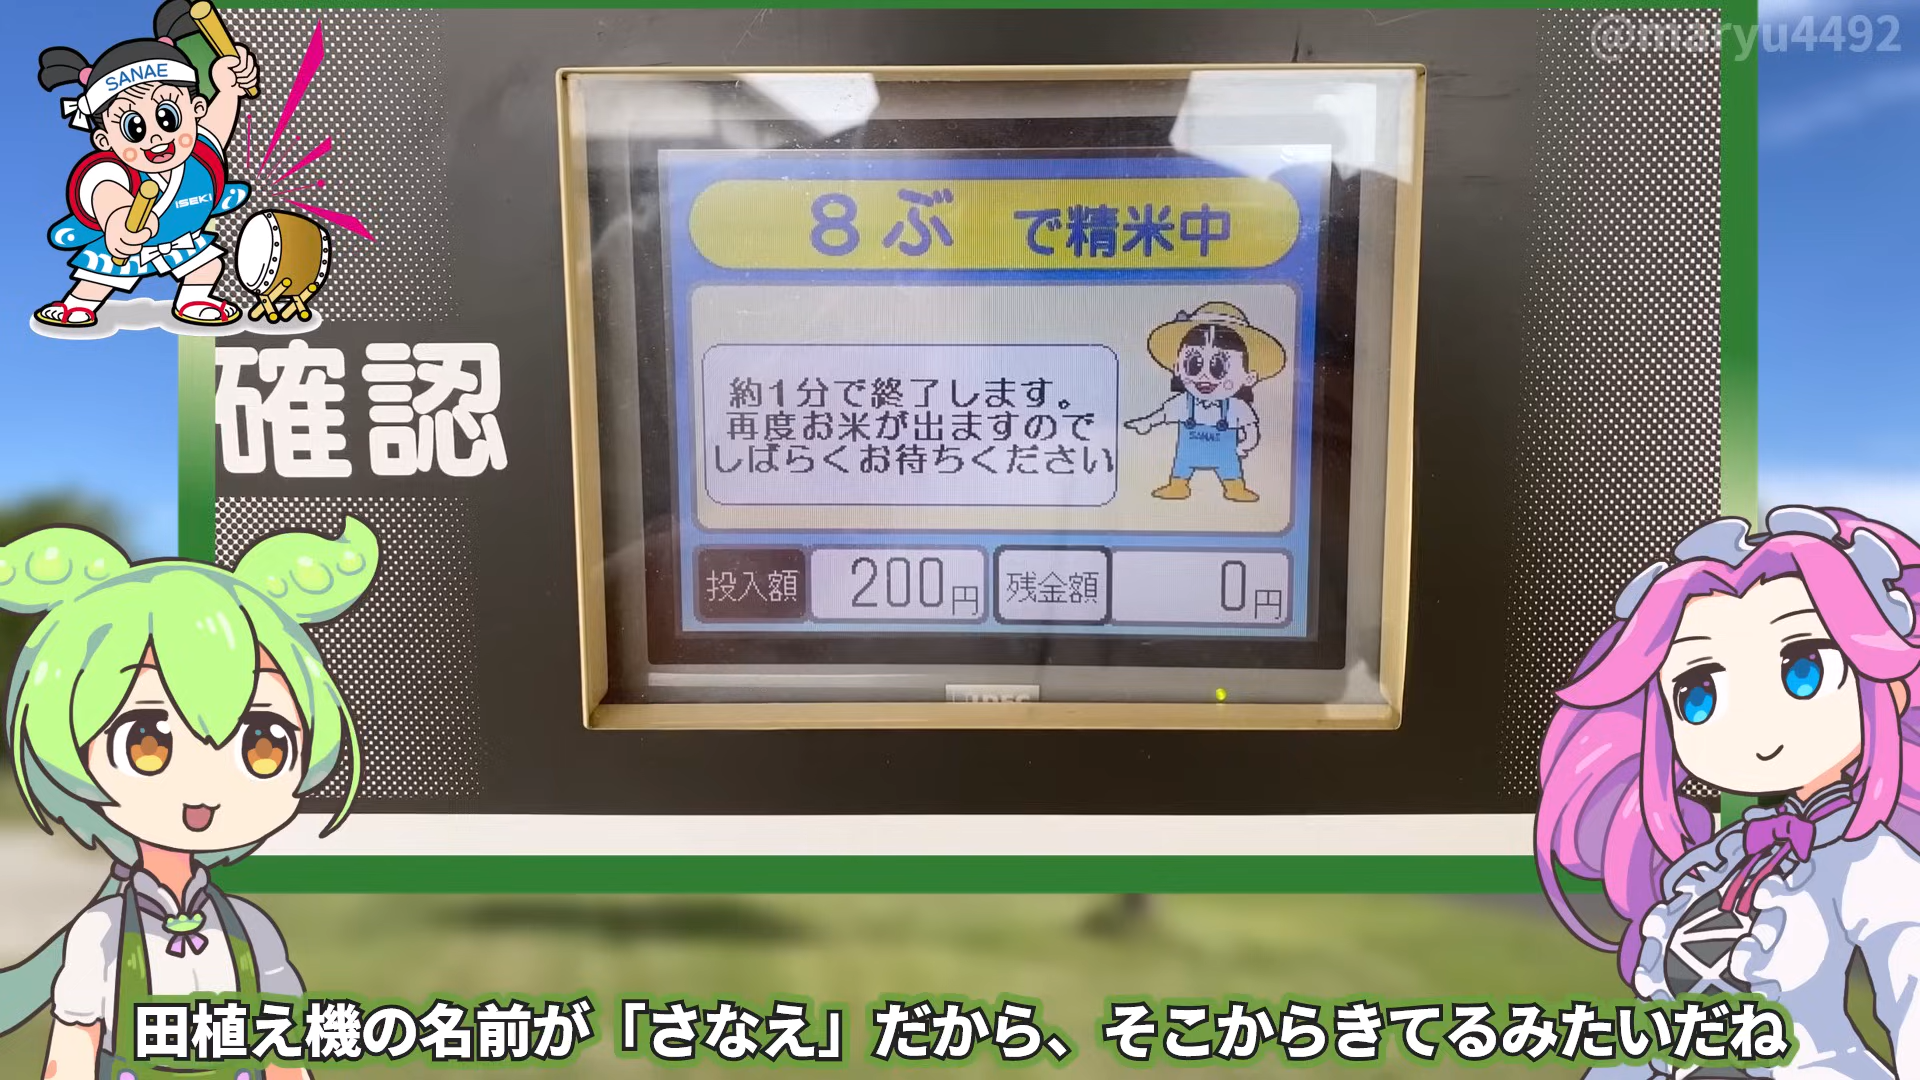 @maryu4492
SANAE
ISEKI
確認
8ぶ で精米中
約1分で終了します。
再度お米が出ますので
しばらくお待ちください
SANAE
投入額 200円 残金額 0円
田植え機の名前が「さなえ」だから、そこからきてるみたいだね